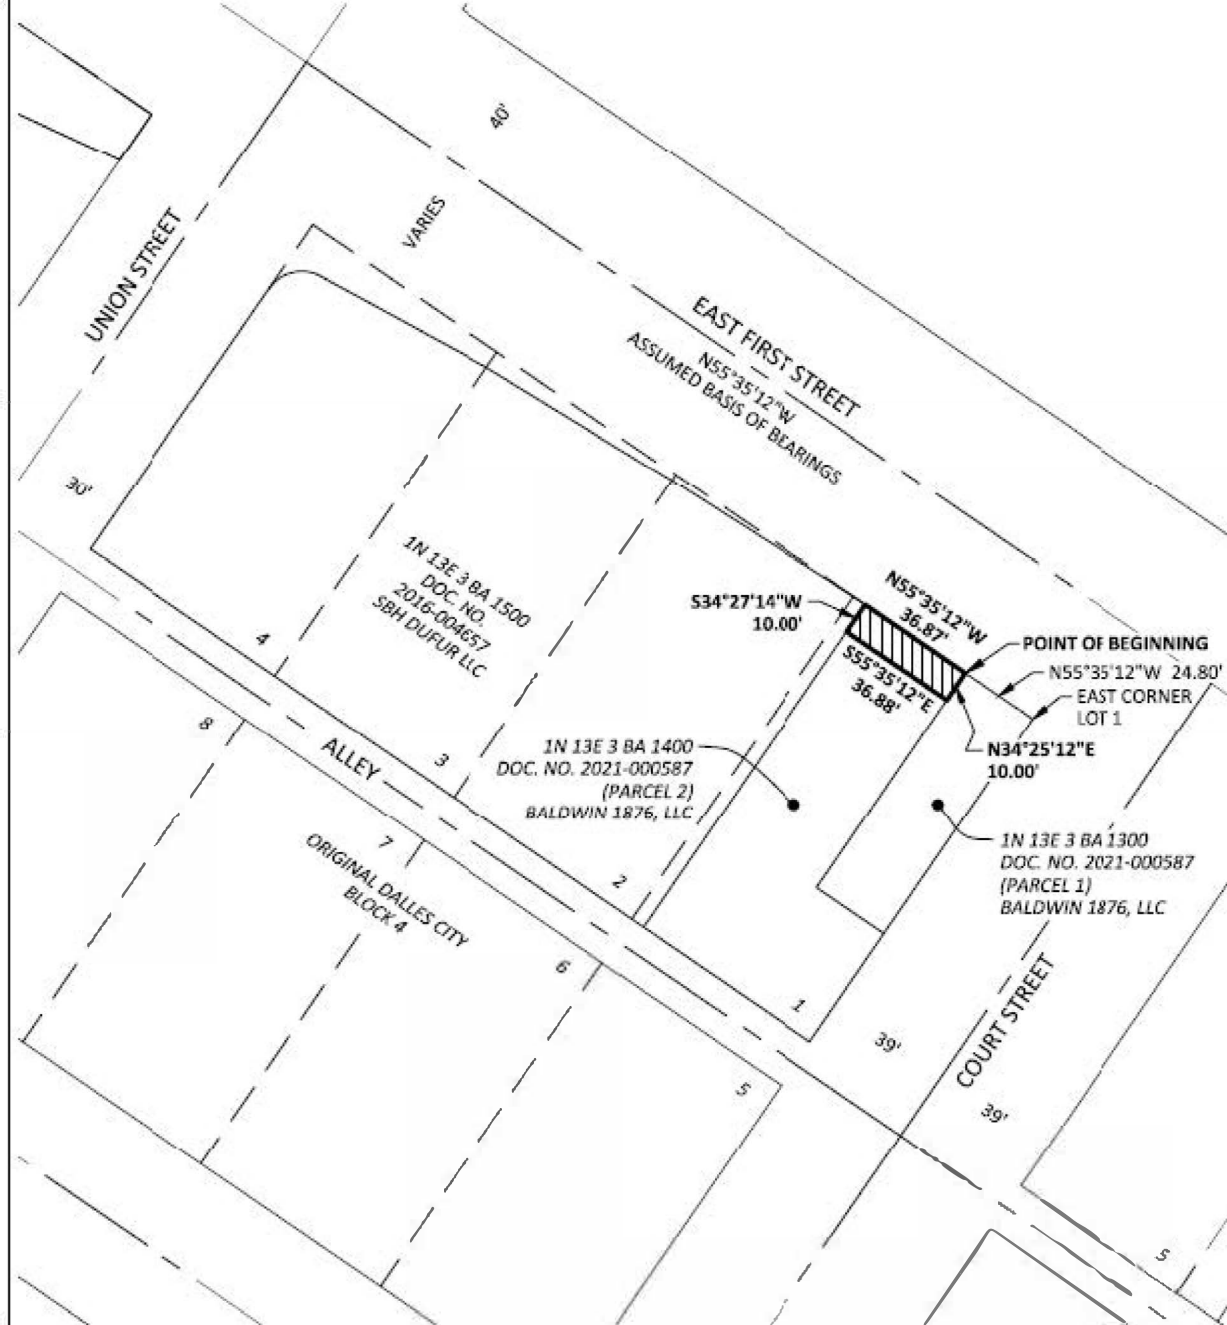 40'
VARIES
UNION STREET
EAST FIRST STREET
N55°35'12"W
ASSUMED BASIS OF BEARINGS
30'
1N 13E 3 BA 1500
DOC. NO.
2016-004657
SBH DUFUR LLC
S34°27'14"W
10.00'
N55°35'12"W
36.87'
S55°35'12"E
36.88'
POINT OF BEGINNING
N55°35'12"W 24.80'
EAST CORNER
LOT 1
N34°25'12"E
10.00'
1N 13E 3 BA 1400
DOC. NO. 2021-000587
(PARCEL 2)
BALDWIN 1876, LLC
1N 13E 3 BA 1300
DOC. NO. 2021-000587
(PARCEL 1)
BALDWIN 1876, LLC
4
3
2
1
ALLEY
8
7
6
5
ORIGINAL DALLES CITY
BLOCK 4
39'
COURT STREET
39'
5